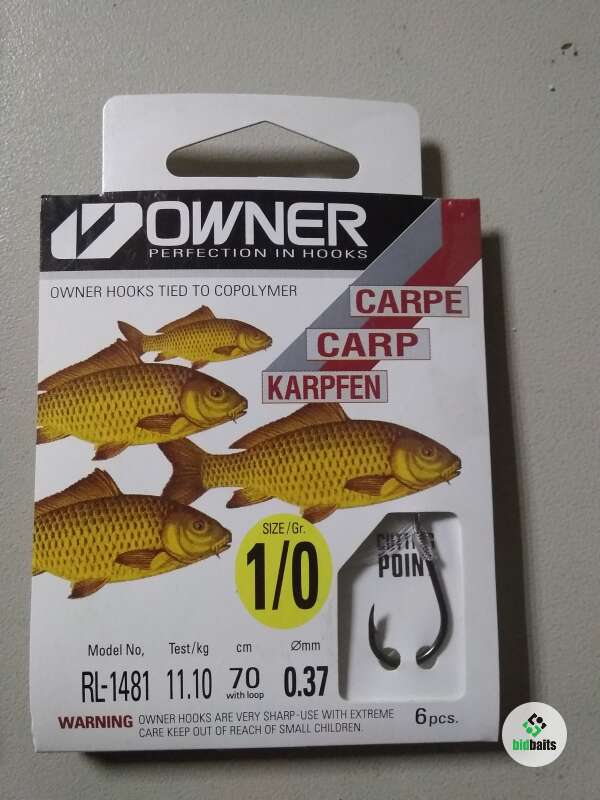 OWNER
PERFECTION IN HOOKS
OWNER HOOKS TIED TO COPOLYMER
CARPE
CARP
KARPFEN
SIZE/Gr.
1/0
CUTTING
POINT
Model No, Test/kg cm Ømm
RL-1481 11.10 70 0.37
with loop
WARNING OWNER HOOKS ARE VERY SHARP-USE WITH EXTREME
CARE KEEP OUT OF REACH OF SMALL CHILDREN.
6pcs.
bidbaits